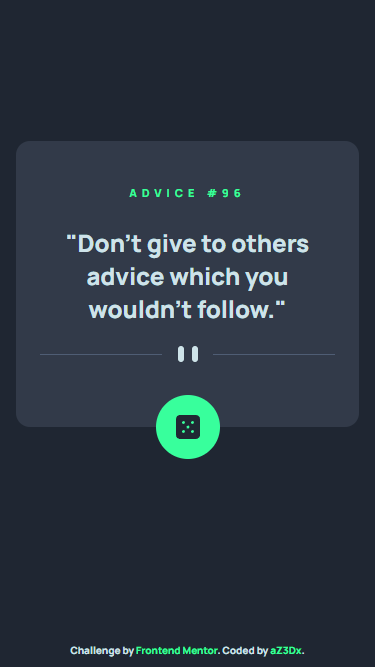 ADVICE #96
"Don't give to others
advice which you
wouldn't follow."
Challenge by Frontend Mentor. Coded by aZ3Dx.